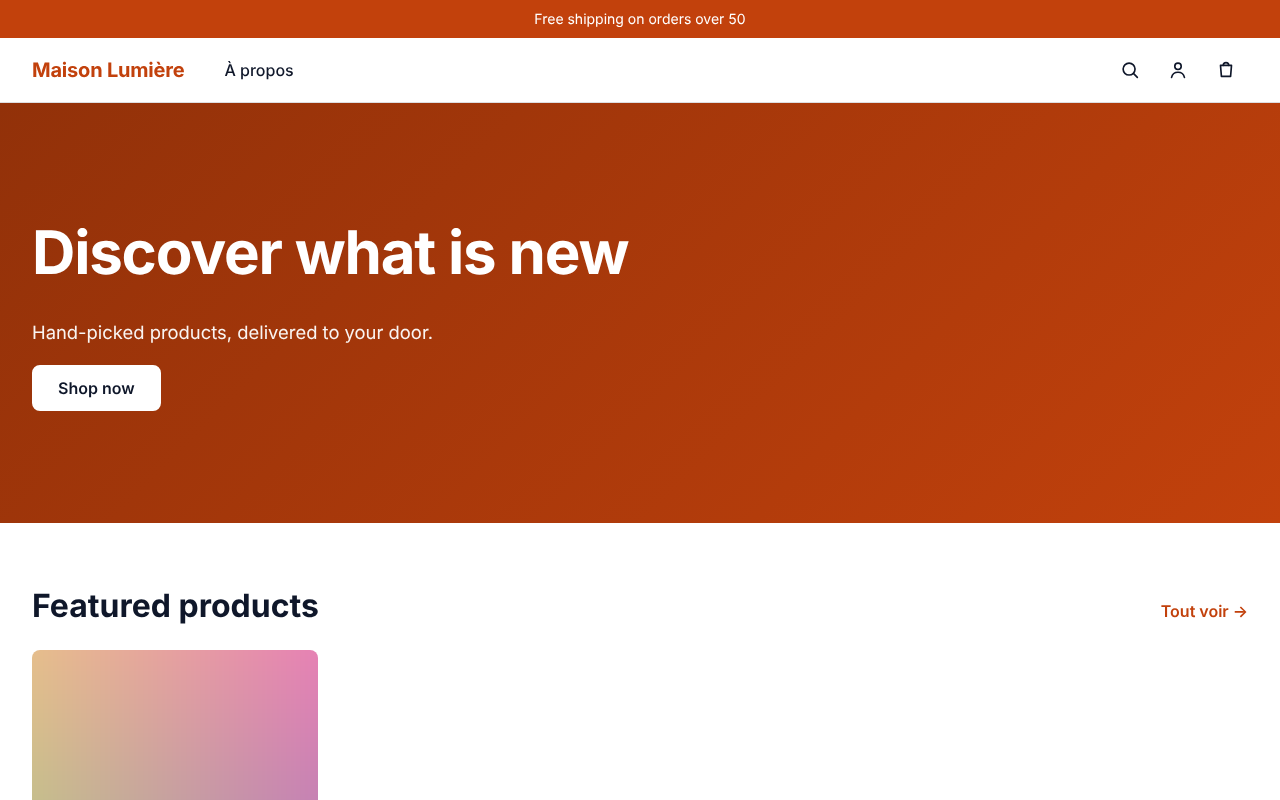 Free shipping on orders over 50
Maison Lumière
À propos
Discover what is new
Hand-picked products, delivered to your door.
Shop now
Featured products
Tout voir →